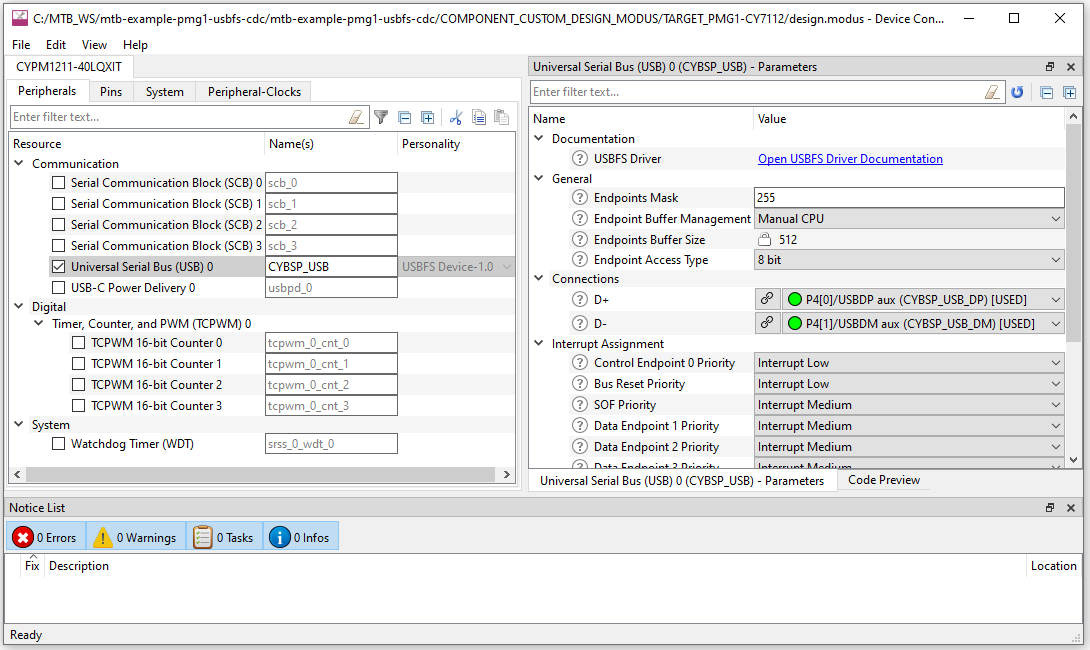 C:/MTB_WS/mtb-example-pmg1-usbfs-cdc/mtb-example-pmg1-usbfs-cdc/COMPONENT_CUSTOM_DESIGN_MODUS/TARGET_PMG1-CY7112/design.modus - Device Con...
File Edit View Help
CYPM1211-40LQXIT
Peripherals Pins System Peripheral-Clocks
Enter filter text...
Resource Name(s) Personality
Communication
Serial Communication Block (SCB) 0 scb_0
Serial Communication Block (SCB) 1 scb_1
Serial Communication Block (SCB) 2 scb_2
Serial Communication Block (SCB) 3 scb_3
Universal Serial Bus (USB) 0 CYBSP_USB USBFS Device-1.0
USB-C Power Delivery 0 usbpd_0
Digital
Timer, Counter, and PWM (TCPWM) 0
TCPWM 16-bit Counter 0 tcpwm_0_cnt_0
TCPWM 16-bit Counter 1 tcpwm_0_cnt_1
TCPWM 16-bit Counter 2 tcpwm_0_cnt_2
TCPWM 16-bit Counter 3 tcpwm_0_cnt_3
System
Watchdog Timer (WDT) srss_0_wdt_0
Universal Serial Bus (USB) 0 (CYBSP_USB) - Parameters
Enter filter text...
Name Value
Documentation
USBFS Driver Open USBFS Driver Documentation
General
Endpoints Mask 255
Endpoint Buffer Management Manual CPU
Endpoints Buffer Size 512
Endpoint Access Type 8 bit
Connections
D+ P4[0]/USBDP aux (CYBSP_USB_DP) [USED]
D- P4[1]/USBDM aux (CYBSP_USB_DM) [USED]
Interrupt Assignment
Control Endpoint 0 Priority Interrupt Low
Bus Reset Priority Interrupt Low
SOF Priority Interrupt Medium
Data Endpoint 1 Priority Interrupt Medium
Data Endpoint 2 Priority Interrupt Medium
Data Endpoint 3 Priority Interrupt Medium
Universal Serial Bus (USB) 0 (CYBSP_USB) - Parameters Code Preview
Notice List
0 Errors 0 Warnings 0 Tasks 0 Infos
Fix Description Location
Ready